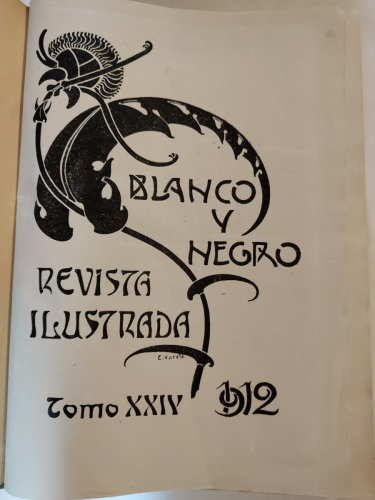 BLANCO
Y
NEGRO
REVISTA
ILUSTRADA
Tomo XXIV 1912